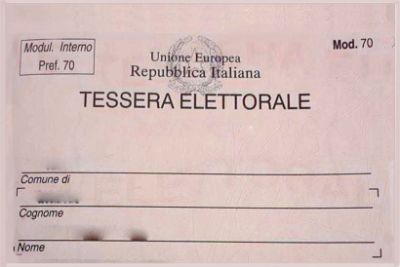 Modul. Interno
Pref. 70
Mod. 70
Unione Europea
Repubblica Italiana
TESSERA ELETTORALE
Comune di
Cognome
Nome